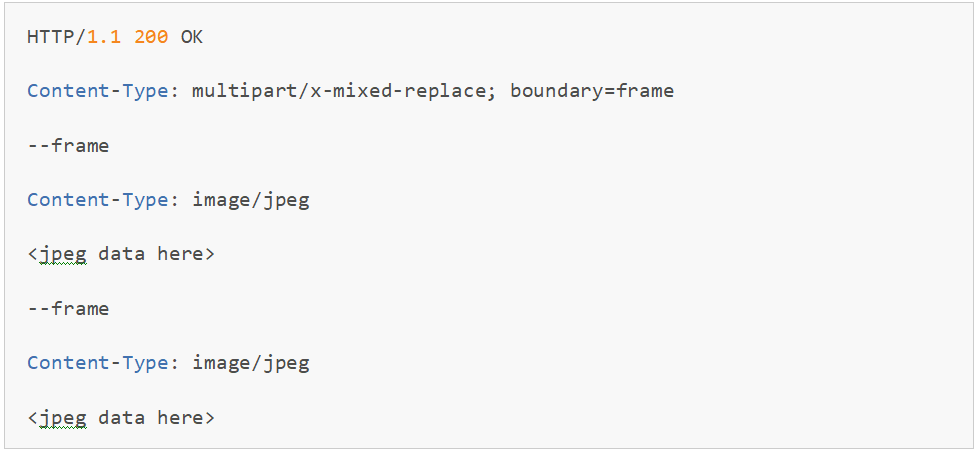 HTTP/1.1 200 OK
Content-Type: multipart/x-mixed-replace; boundary=frame
--frame
Content-Type: image/jpeg
<jpeg data here>
--frame
Content-Type: image/jpeg
<jpeg data here>